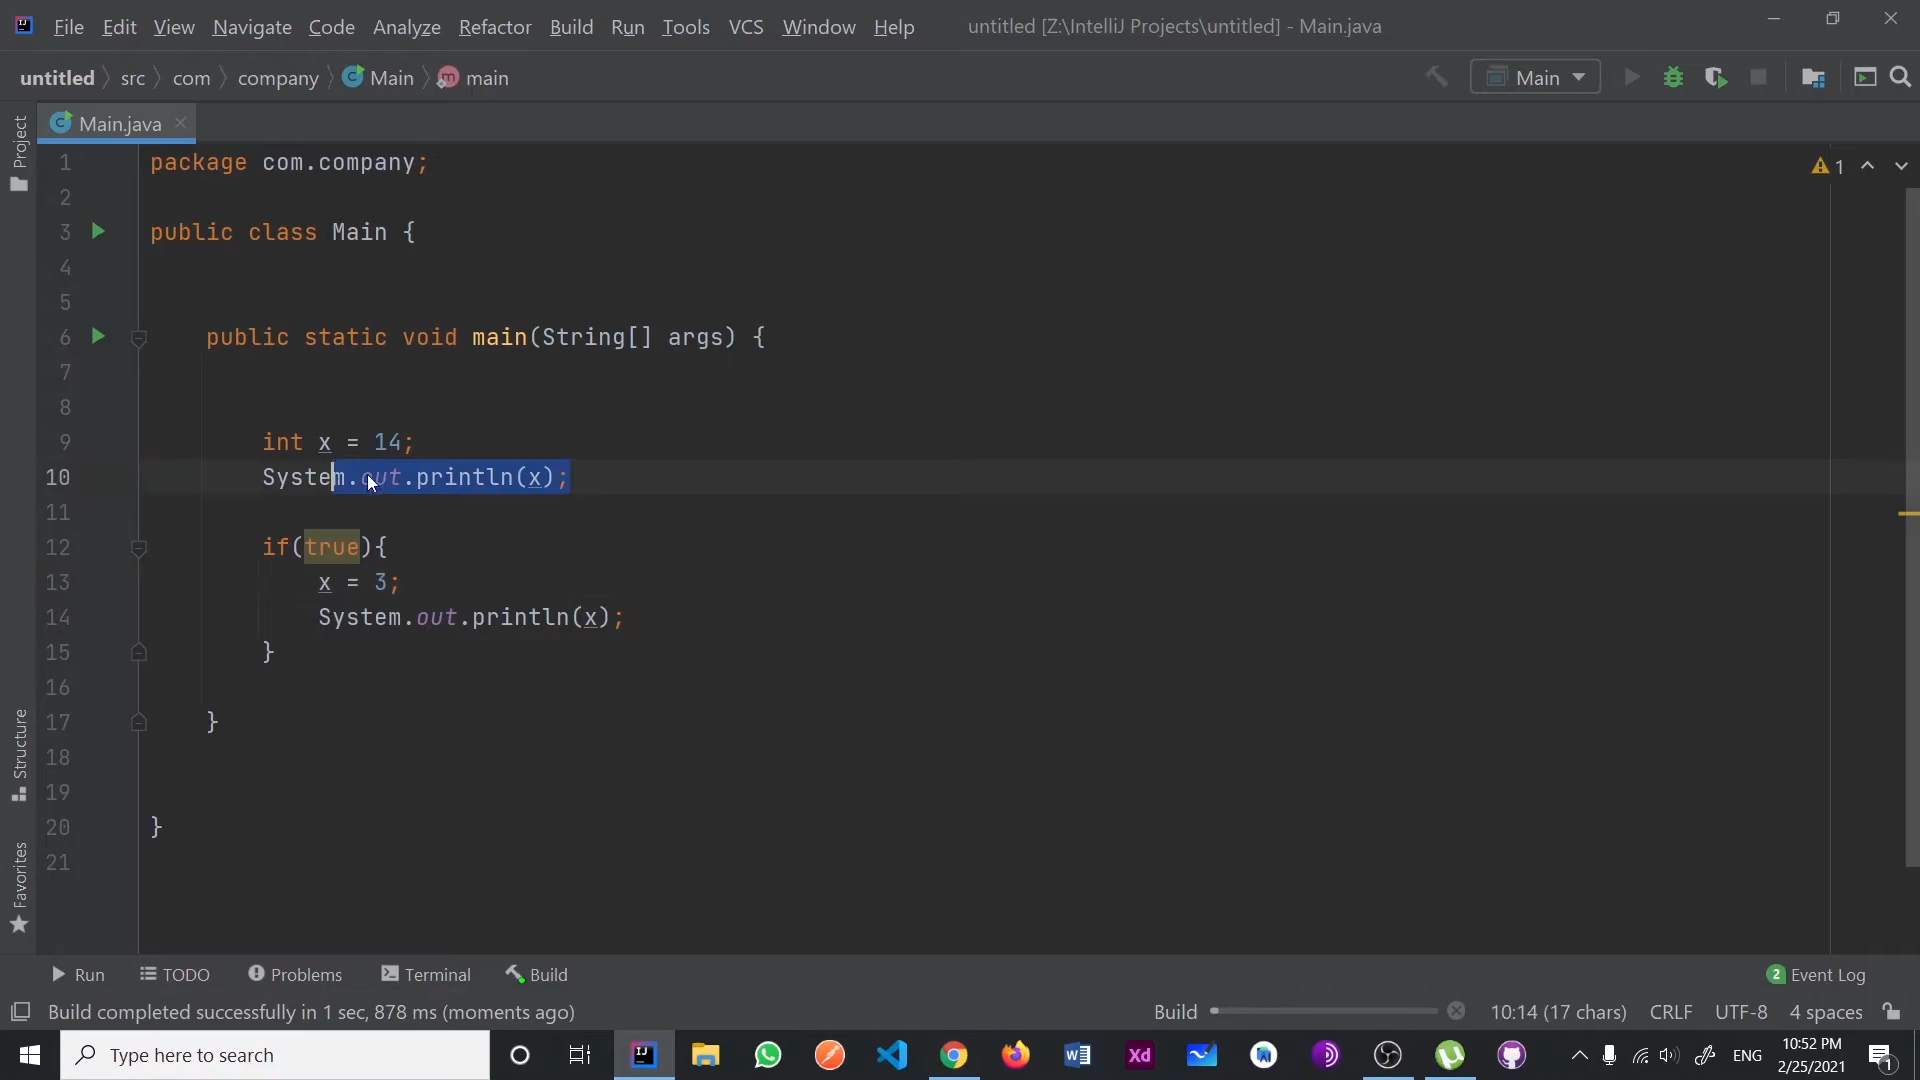 File Edit View Navigate Code Analyze Refactor Build Run Tools VCS Window Help untitled [Z:\IntelliJ Projects\untitled] - Main.java
untitled src com company Main main Main
Project
Main.java
1 package com.company;
2
3 public class Main {
4
5
6 public static void main(String[] args) {
7
8
9 int x = 14;
10 System.out.println(x);
11
12 if(true){
13 x = 3;
14 System.out.println(x);
15 }
16
17 }
18
19
20 }
21
1
Structure
Favorites
Run TODO Problems Terminal Build 2 Event Log
Build completed successfully in 1 sec, 878 ms (moments ago) Build 10:14 (17 chars) CRLF UTF-8 4 spaces
Type here to search ENG 10:52 PM
2/25/2021 1